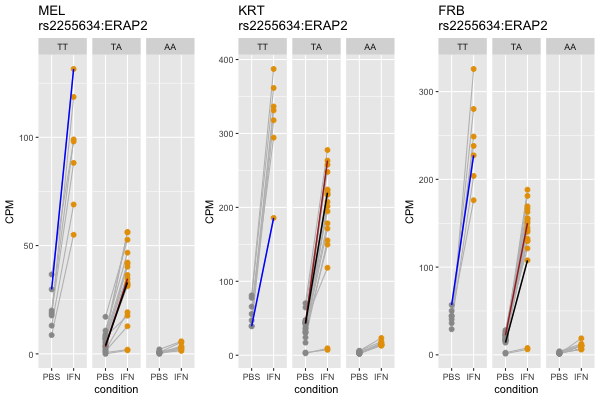 MEL
rs2255634:ERAP2
TT TA AA
100
50
0
CPM
PBS IFN PBS IFN PBS IFN
condition
KRT
rs2255634:ERAP2
TT TA AA
400
300
200
100
0
CPM
PBS IFN PBS IFN PBS IFN
condition
FRB
rs2255634:ERAP2
TT TA AA
300
200
100
0
CPM
PBS IFN PBS IFN PBS IFN
condition